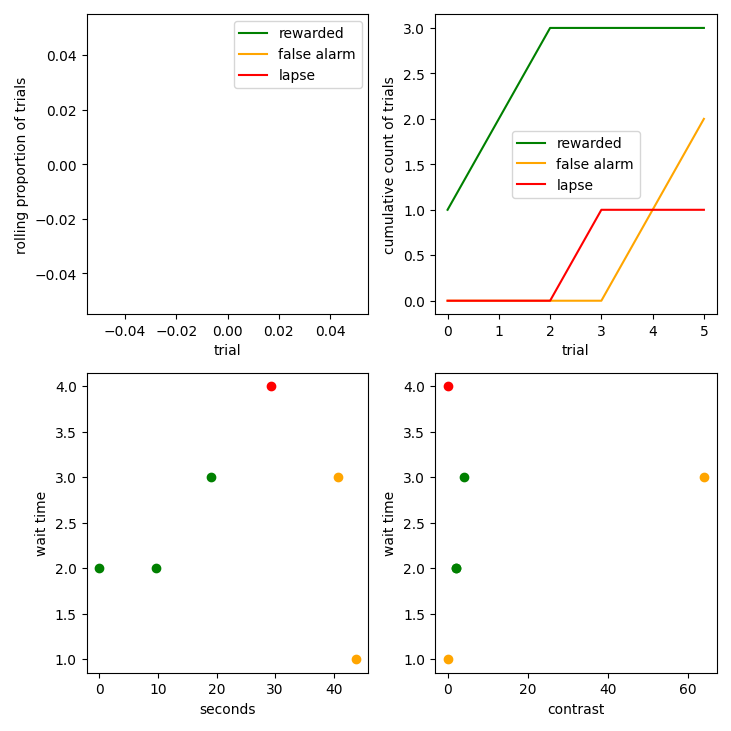 rewarded
false alarm
lapse
0.04
0.02
0.00
−0.02
−0.04
rolling proportion of trials
−0.04 −0.02 0.00 0.02 0.04
trial
3.0
2.5
2.0
1.5
1.0
0.5
0.0
cumulative count of trials
rewarded
false alarm
lapse
0 1 2 3 4 5
trial
4.0
3.5
3.0
2.5
2.0
1.5
1.0
wait time
0 10 20 30 40
seconds
4.0
3.5
3.0
2.5
2.0
1.5
1.0
wait time
0 20 40 60
contrast